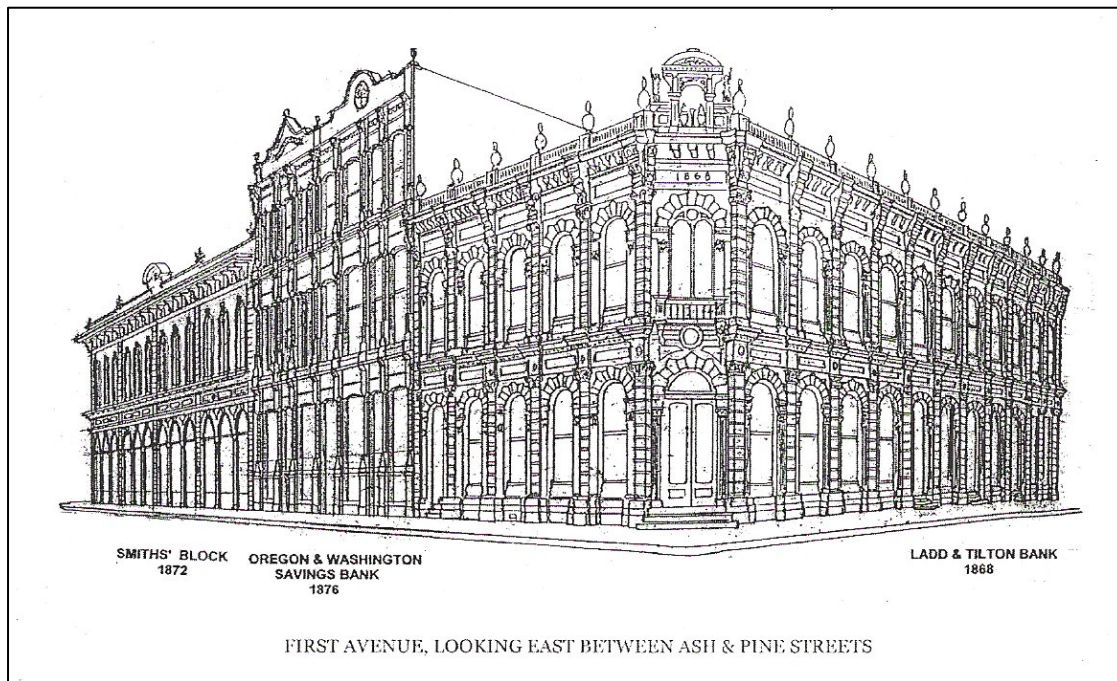 1868
SMITHS' BLOCK
1872
OREGON & WASHINGTON
SAVINGS BANK
1876
LADD & TILTON BANK
1868
FIRST AVENUE, LOOKING EAST BETWEEN ASH & PINE STREETS